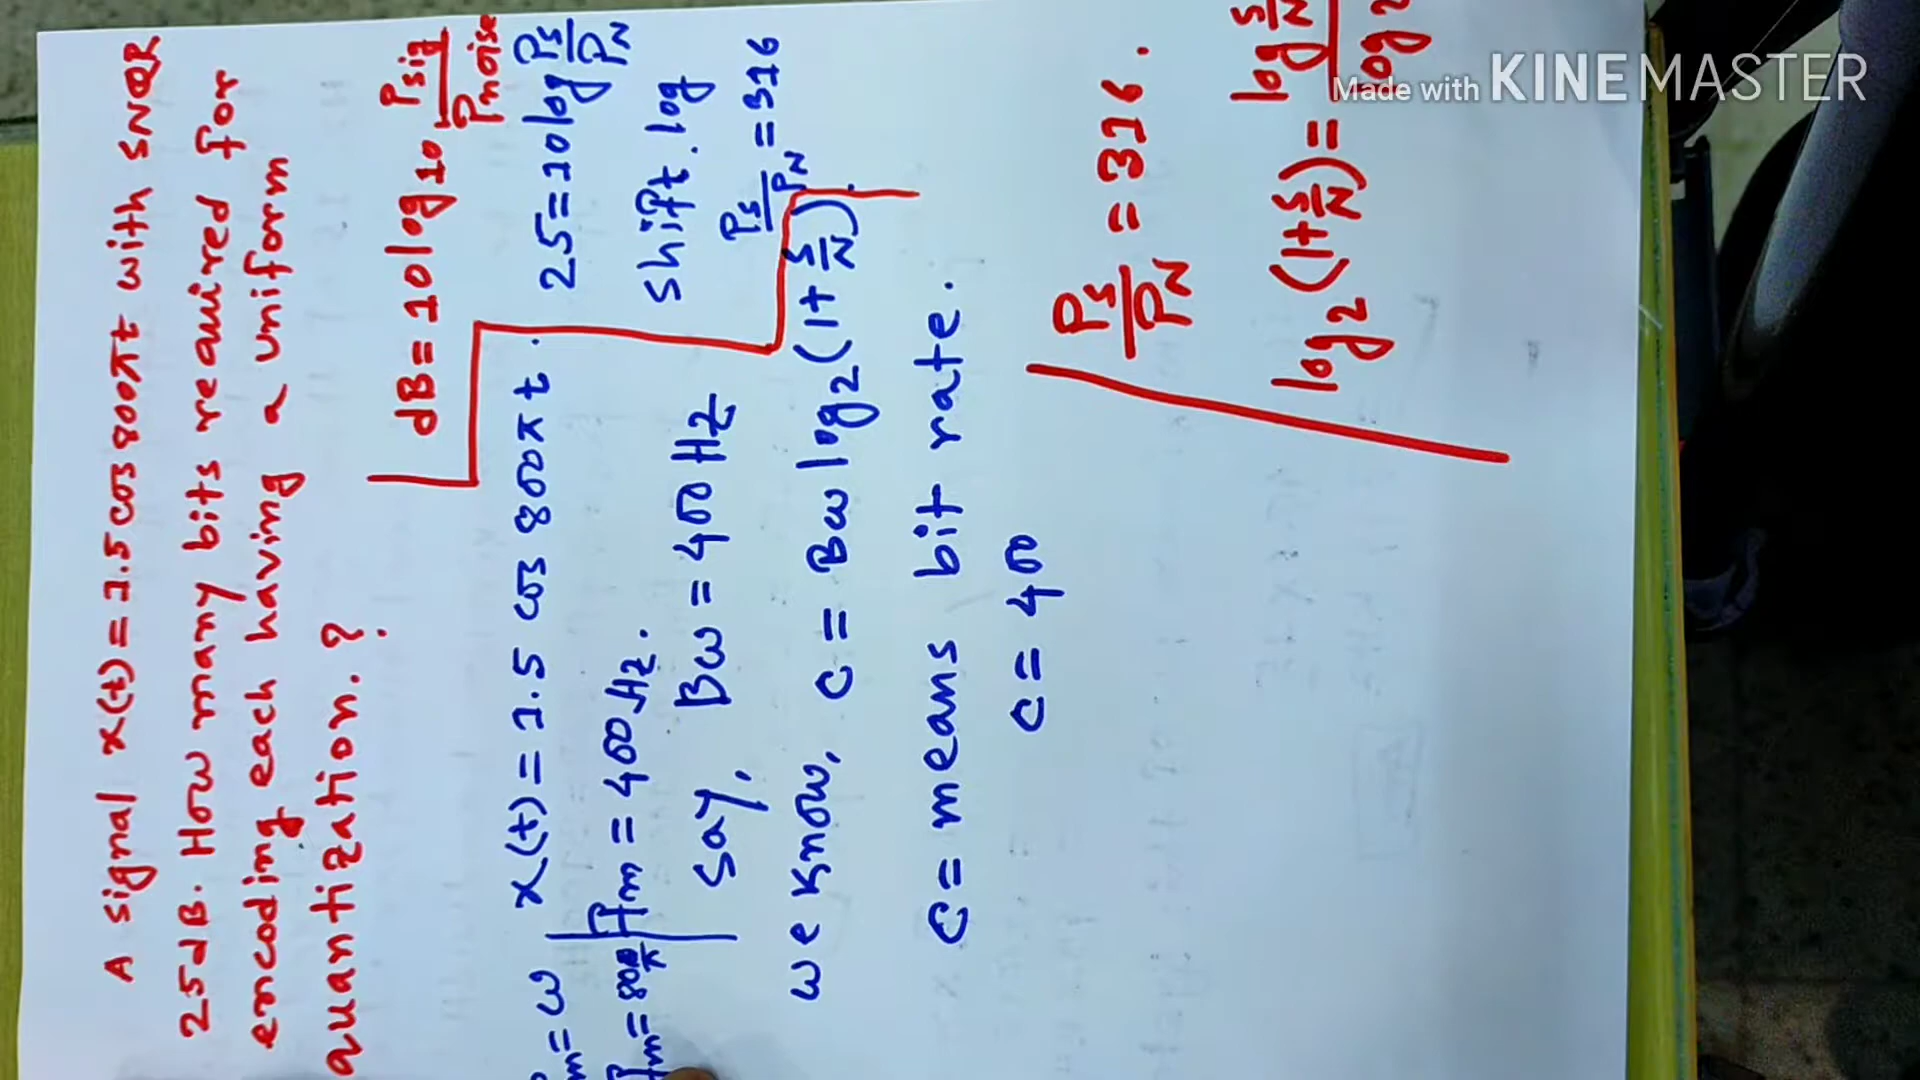 A signal x(t) = 1.5 cos 800πt with SNQR
25dB. How many bits required for
encoding each having a uniform
quantization.?
dB = 10 log10 Psig/Pnoise
25 = 10 log Ps/PN
shift. log
Ps/PN = 316
x(t) = 1.5 cos 800πt.
fm = 400 Hz.
say, Bw = 400 Hz
we know, c = Bw log2 (1 + S/N)
c = means bit rate.
c = 400
Ps/PN = 316.
log2 (1+S/N) = log
Made with KINEMASTER